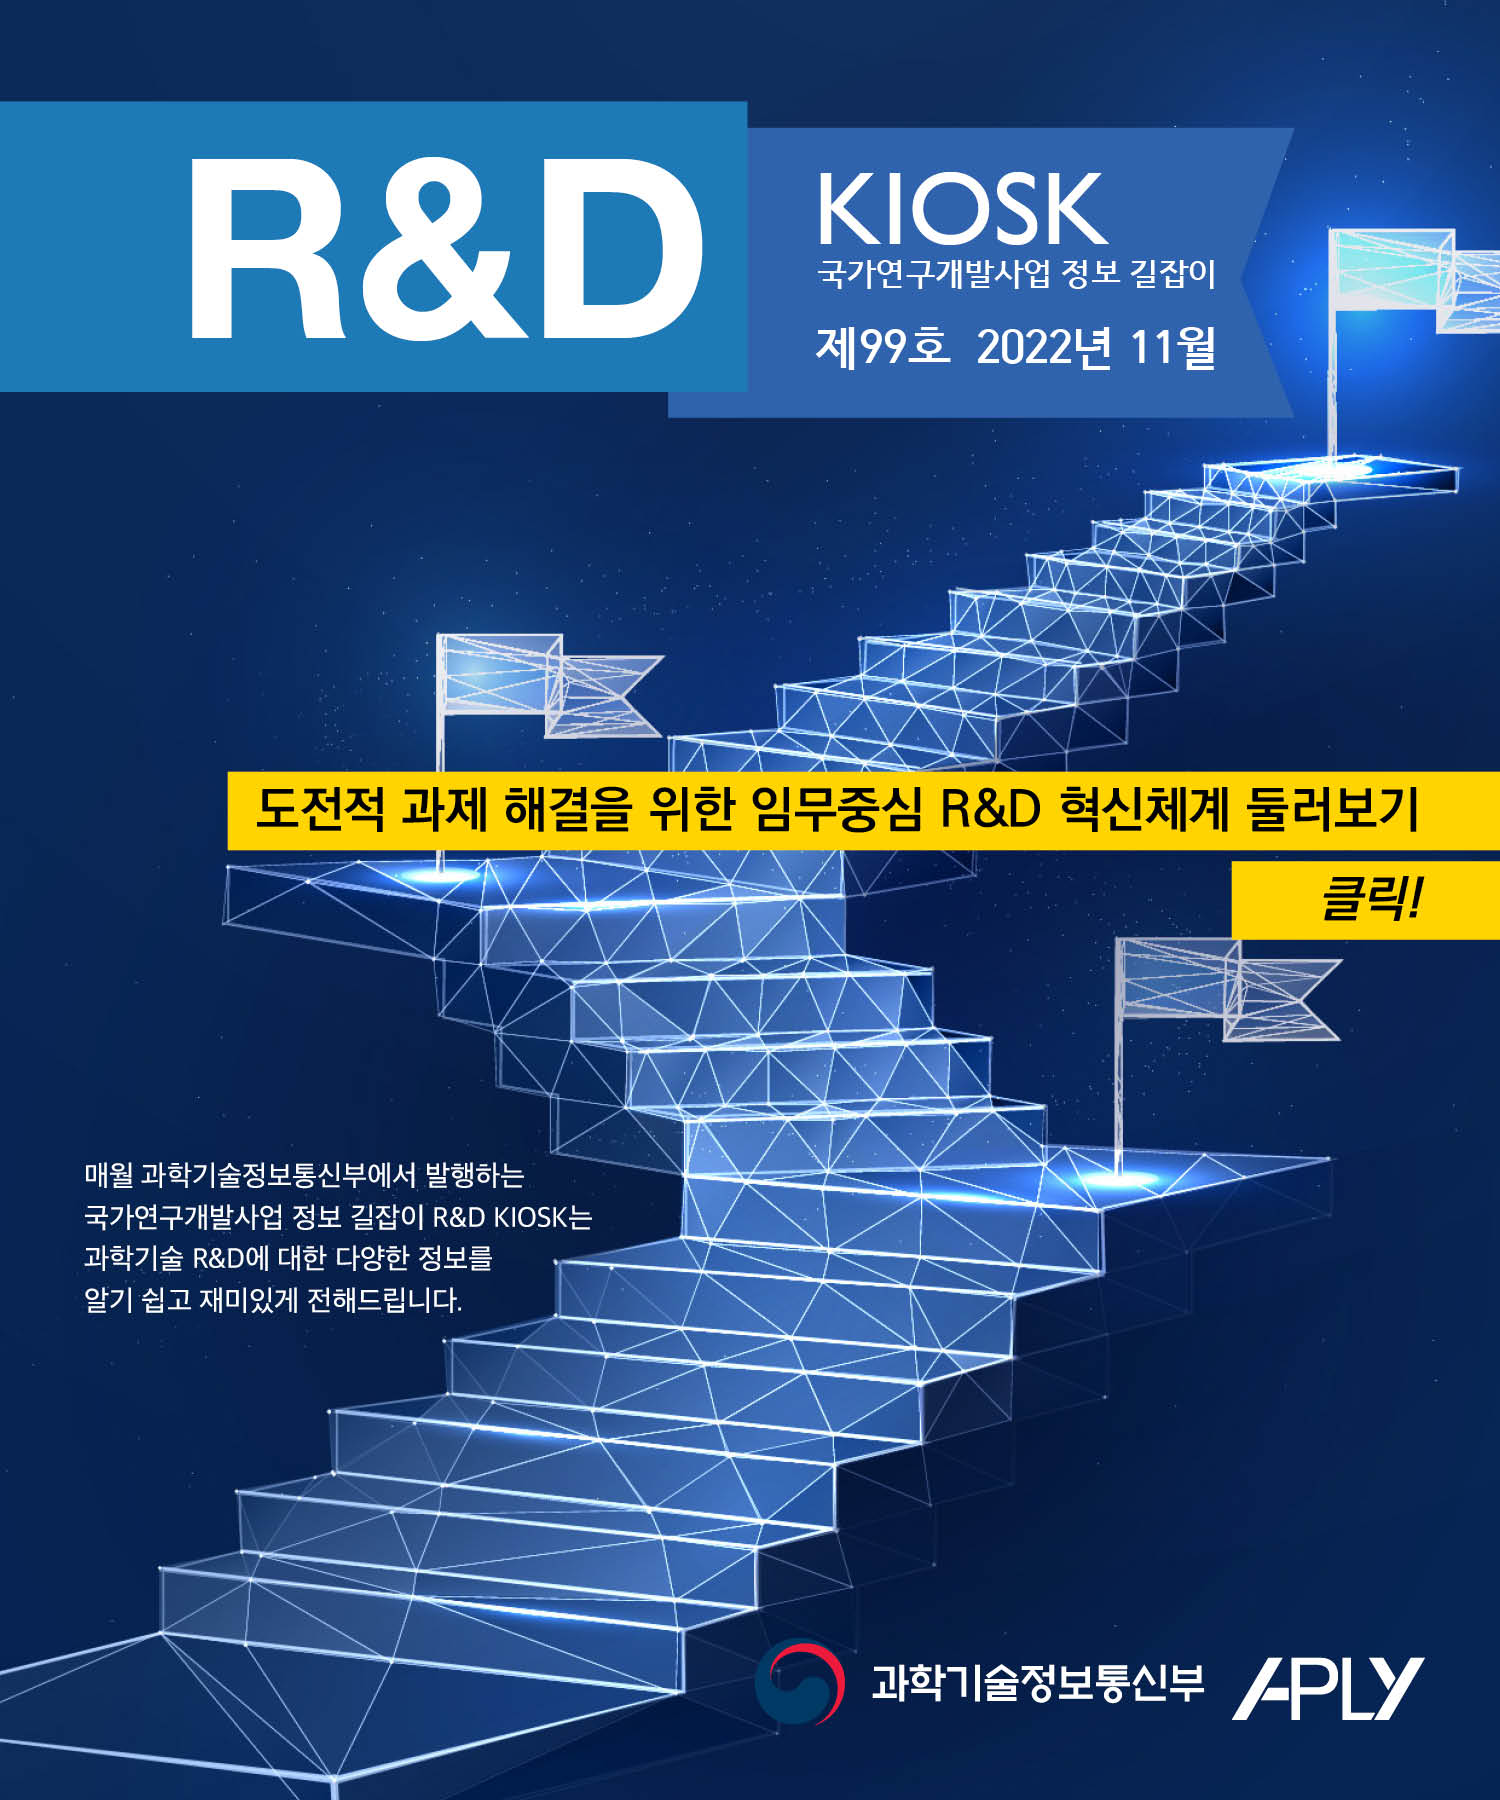 R&D
KIOSK
국가연구개발사업 정보 길잡이
제99호 2022년 11월
도전적 과제 해결을 위한 임무중심 R&D 혁신체계 둘러보기
클릭!
매월 과학기술정보통신부에서 발행하는
국가연구개발사업 정보 길잡이 R&D KIOSK는
과학기술 R&D에 대한 다양한 정보를
알기 쉽고 재미있게 전해드립니다.
과학기술정보통신부 APLY